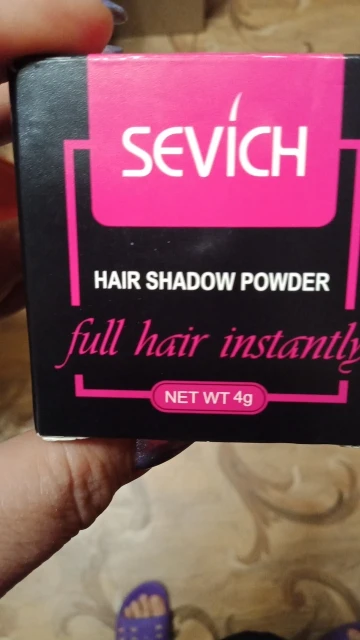 SEVICH
HAIR SHADOW POWDER
full hair instantly
NET WT 4g